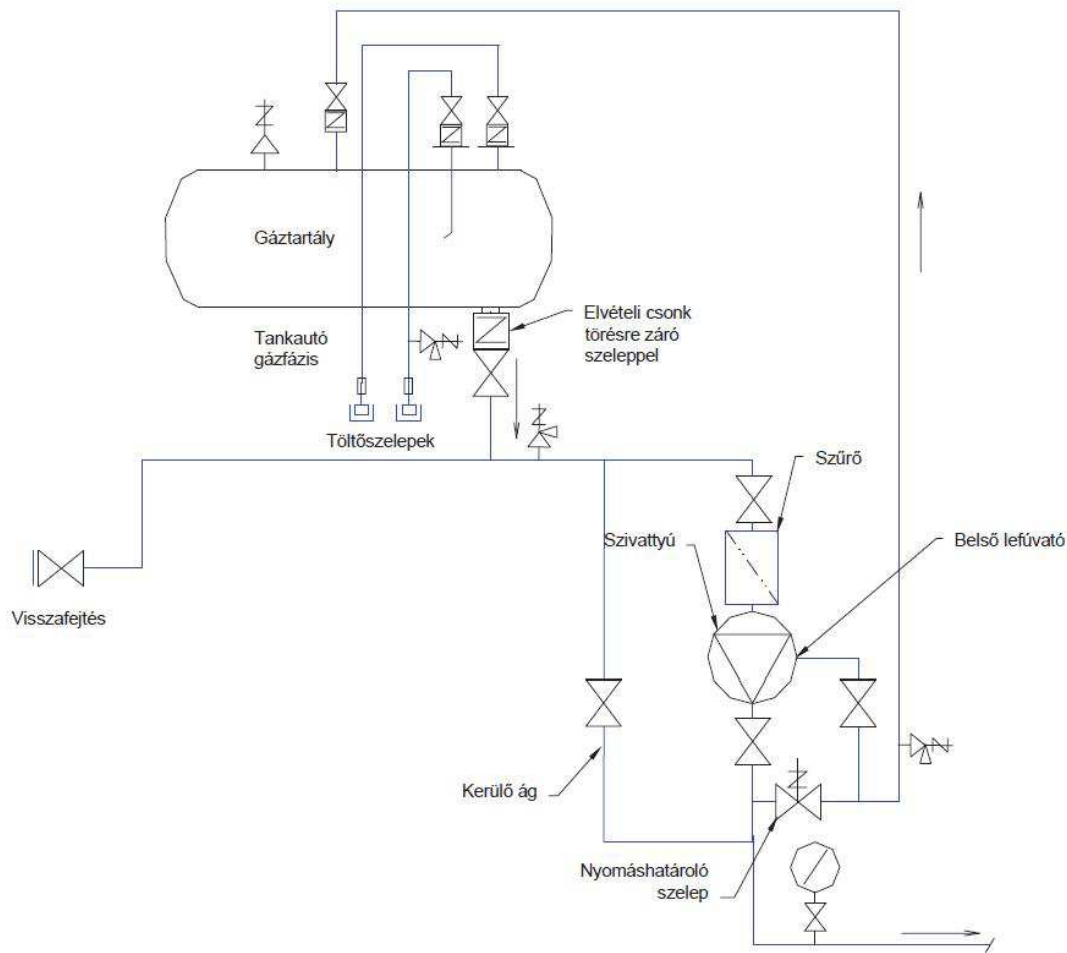 Gáztartály
Elvételi csonk
törésre záró
szeleppel
Tankautó
gázfázis
Töltőszelepek
Szűrő
Szivattyú
Belső lefúvató
Visszafejtés
Kerülő ág
Nyomáshatároló
szelep